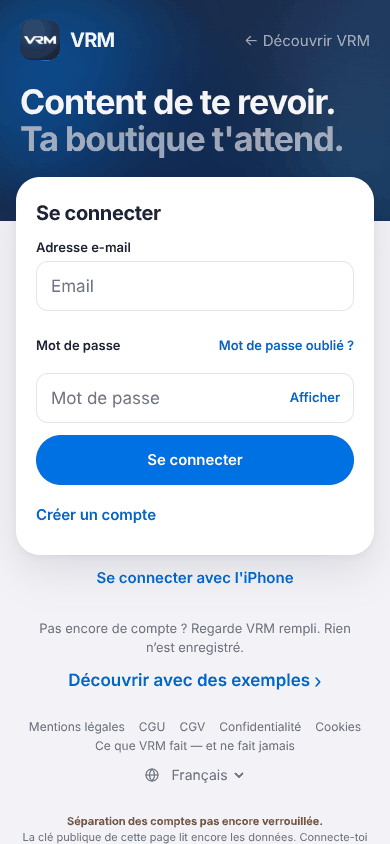 VRM
VRM
← Découvrir VRM
Content de te revoir.
Ta boutique t'attend.
Se connecter
Adresse e-mail
Email
Mot de passe
Mot de passe oublié ?
Mot de passe
Afficher
Se connecter
Créer un compte
Se connecter avec l'iPhone
Pas encore de compte ? Regarde VRM rempli. Rien
n’est enregistré.
Découvrir avec des exemples ›
Mentions légales CGU CGV Confidentialité Cookies
Ce que VRM fait — et ne fait jamais
Français
Séparation des comptes pas encore verrouillée.
La clé publique de cette page lit encore les données. Connecte-toi